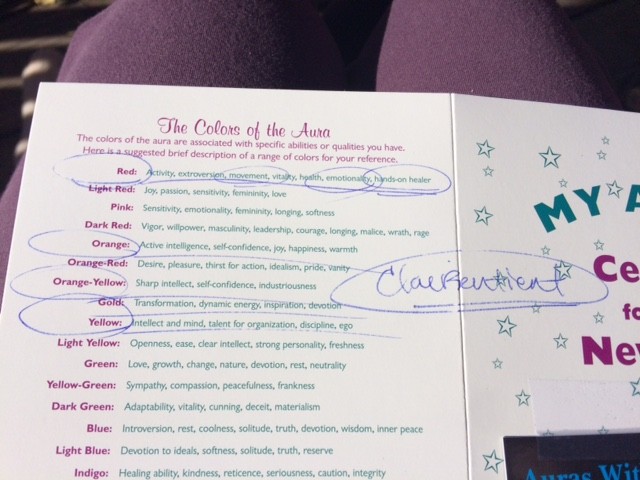 The Colors of the Aura
The colors of the aura are associated with specific abilities or qualities you have.
Here is a suggested brief description of a range of colors for your reference.
Red: Activity, extroversion, movement, vitality, health, emotionality, hands-on healer
Light Red: Joy, passion, sensitivity, femininity, love
Pink: Sensitivity, emotionality, femininity, longing, softness
Dark Red: Vigor, willpower, masculinity, leadership, courage, longing, malice, wrath, rage
Orange: Active intelligence, self-confidence, joy, happiness, warmth
Orange-Red: Desire, pleasure, thirst for action, idealism, pride, vanity
Orange-Yellow: Sharp intellect, self-confidence, industriousness
Gold: Transformation, dynamic energy, inspiration, devotion
Yellow: Intellect and mind, talent for organization, discipline, ego
Light Yellow: Openness, ease, clear intellect, strong personality, freshness
Green: Love, growth, change, nature, devotion, rest, neutrality
Yellow-Green: Sympathy, compassion, peacefulness, frankness
Dark Green: Adaptability, vitality, cunning, deceit, materialism
Blue: Introversion, rest, coolness, solitude, truth, devotion, wisdom, inner peace
Light Blue: Devotion to ideals, softness, solitude, truth, reserve
Indigo: Healing ability, kindness, reticence, seriousness, caution, integrity
Clairsentient
MY A
Ce
fo
Ne
Auras Wit